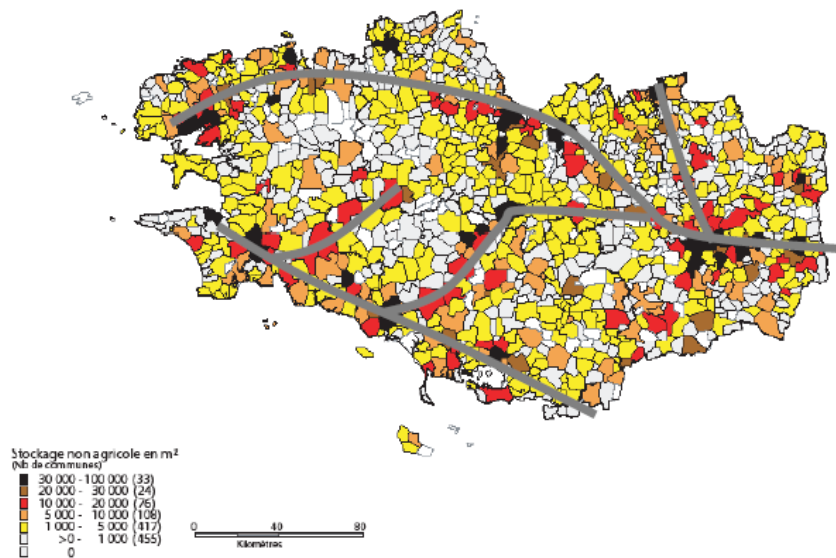 Stockage non agricole en m²
(Nb de communes)
30 000 - 100 000 (33)
20 000 - 30 000 (24)
10 000 - 20 000 (76)
5 000 - 10 000 (108)
1 000 - 5 000 (417)
>0 - 1 000 (455)
0
0 40 80
Kilomètres